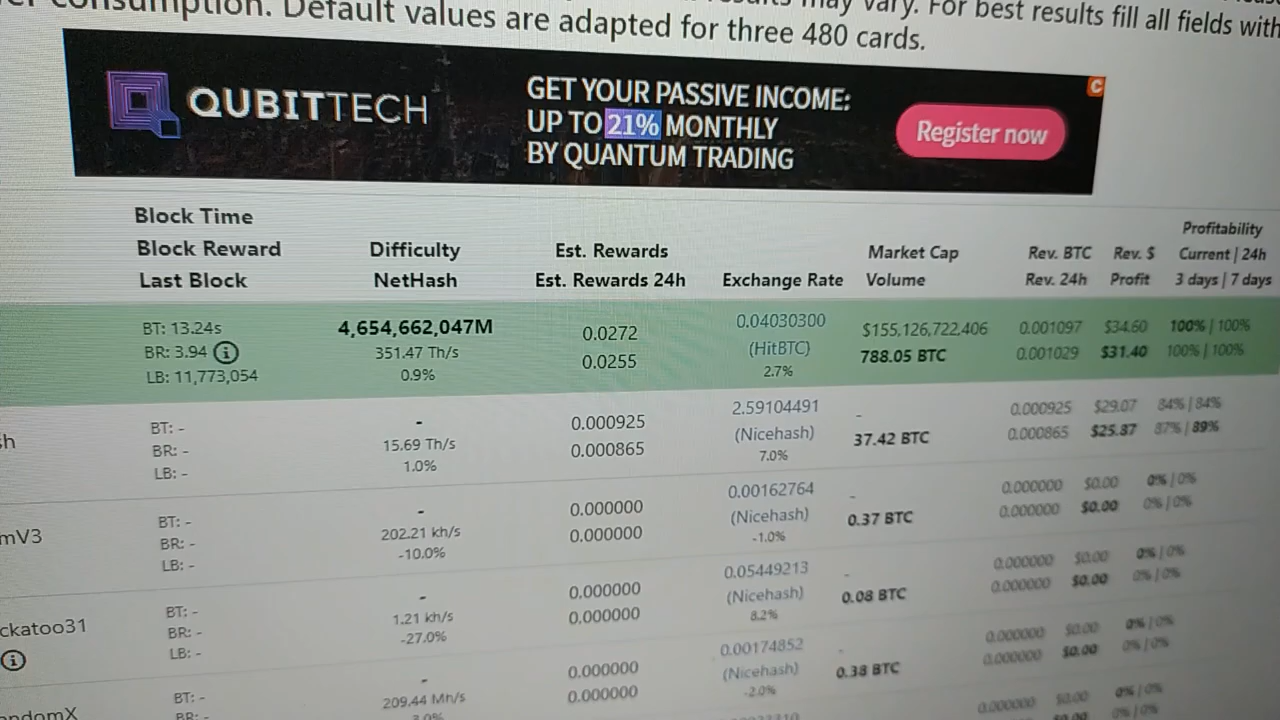 consumption. Default values are adapted for three 480 cards.
may vary. For best results fill all fields with
QUBITTECH
GET YOUR PASSIVE INCOME:
UP TO 21% MONTHLY
BY QUANTUM TRADING
Register now
C
Block Time
Block Reward
Last Block
Difficulty
NetHash
Est. Rewards
Est. Rewards 24h
Exchange Rate
Market Cap
Volume
Rev. BTC
Rev. 24h
Rev. $
Profit
Profitability
Current | 24h
3 days | 7 days
BT: 13.24s
BR: 3.94
LB: 11,773,054
4,654,662,047M
351.47 Th/s
0.9%
0.0272
0.0255
0.04030300
(HitBTC)
2.7%
$155,126,722,406
788.05 BTC
0.001097
0.001029
$34.60
$31.40
100% | 100%
100% | 100%
BT: -
BR: -
LB: -
-
15.69 Th/s
1.0%
0.000925
0.000865
2.59104491
(Nicehash)
7.0%
-
37.42 BTC
0.000925
0.000865
$29.07
$25.87
84% | 84%
87% | 89%
mV3
BT: -
BR: -
LB: -
-
202.21 kh/s
-10.0%
0.000000
0.000000
0.00162764
(Nicehash)
-1.0%
-
0.37 BTC
0.000000
0.000000
$0.00
$0.00
0% | 0%
0% | 0%
ckatoo31
BT: -
BR: -
LB: -
-
1.21 kh/s
-27.0%
0.000000
0.000000
0.05449213
(Nicehash)
8.2%
-
0.08 BTC
0.000000
0.000000
$0.00
$0.00
0% | 0%
0% | 0%
ndomX
BT: -
BR: -
-
209.44 Mh/s
0.000000
0.000000
0.00174852
(Nicehash)
-2.0%
-
0.38 BTC
0.000000
0.000000
$0.00
$0.00
0% | 0%
0% | 0%
0.000000
$0.00
0% | 0%
0% | 0%